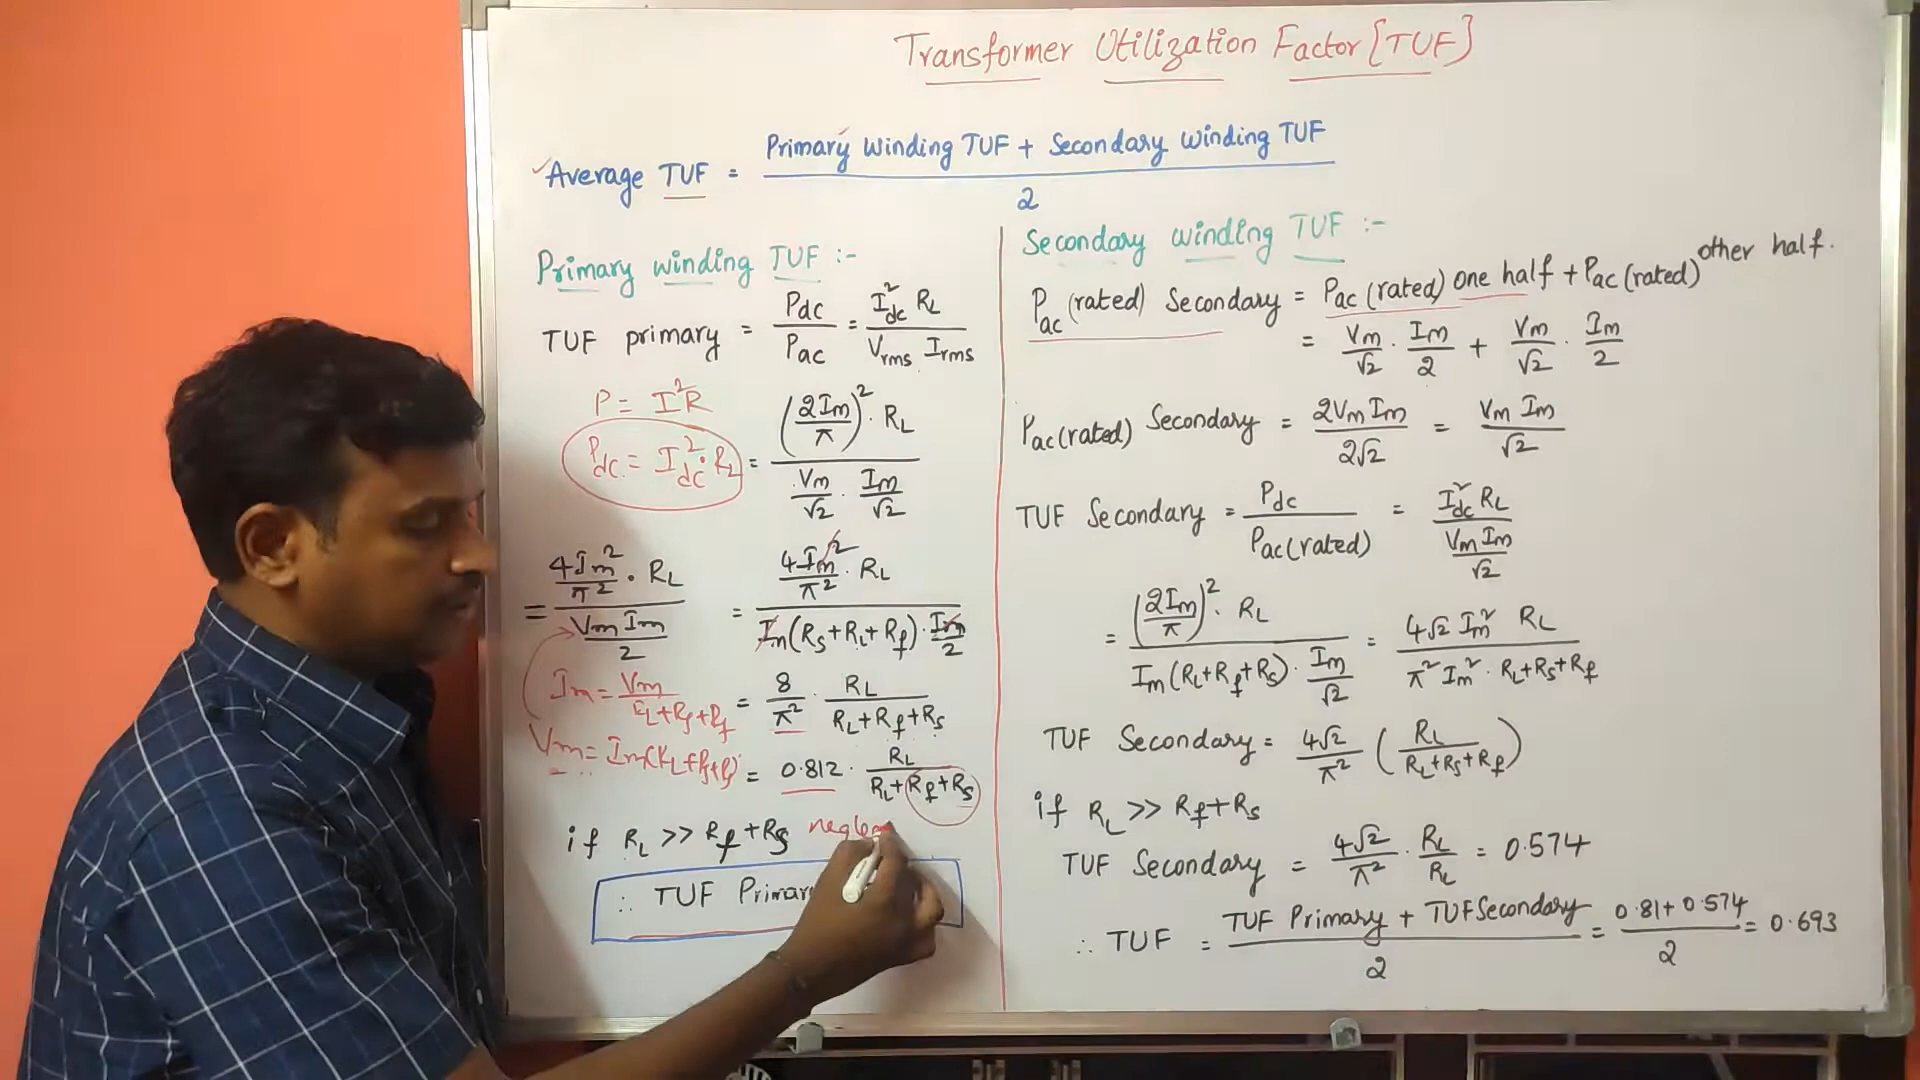 Transformer Utilization Factor [TUF]
Average TUF = (Primary winding TUF + Secondary winding TUF) / 2
Primary winding TUF :-
TUF primary = Pdc / Pac = I²dc RL / Vrms Irms
P = I²R
Pdc = I²dc · RL
= (2Im/π)² · RL / (Vm/√2 · Im/√2)
= (4Im²/π² · RL) / (Vm Im / 2)
= (4Im²/π² · RL) / (Im(Rs+RL+Rf) · Im/2)
Im = Vm /
= 8/π² · RL / (RL+Rf+Rs)
Vm =
= 0.812 · RL / (RL+Rf+Rs)
if RL >> Rf+Rs
∴ TUF
Secondary winding TUF :-
Pac (rated) Secondary = Pac (rated) one half + Pac (rated) other half.
= Vm/√2 · Im/2 + Vm/√2 · Im/2
Pac (rated) Secondary = 2VmIm / 2√2 = Vm Im / √2
TUF Secondary = Pdc / Pac (rated) = I²dc RL / (Vm Im / √2)
= (2Im/π)² · RL / (Im(RL+Rf+Rs) · Im/√2) = 4√2 Im² RL / (π² Im² · RL+Rs+Rf)
TUF Secondary = 4√2/π² (RL / (RL+Rs+Rf))
if RL >> Rf+Rs
TUF Secondary = 4√2/π² · RL/RL = 0.574
∴ TUF = (TUF Primary + TUF Secondary) / 2 = (0.81+0.574) / 2 = 0.693